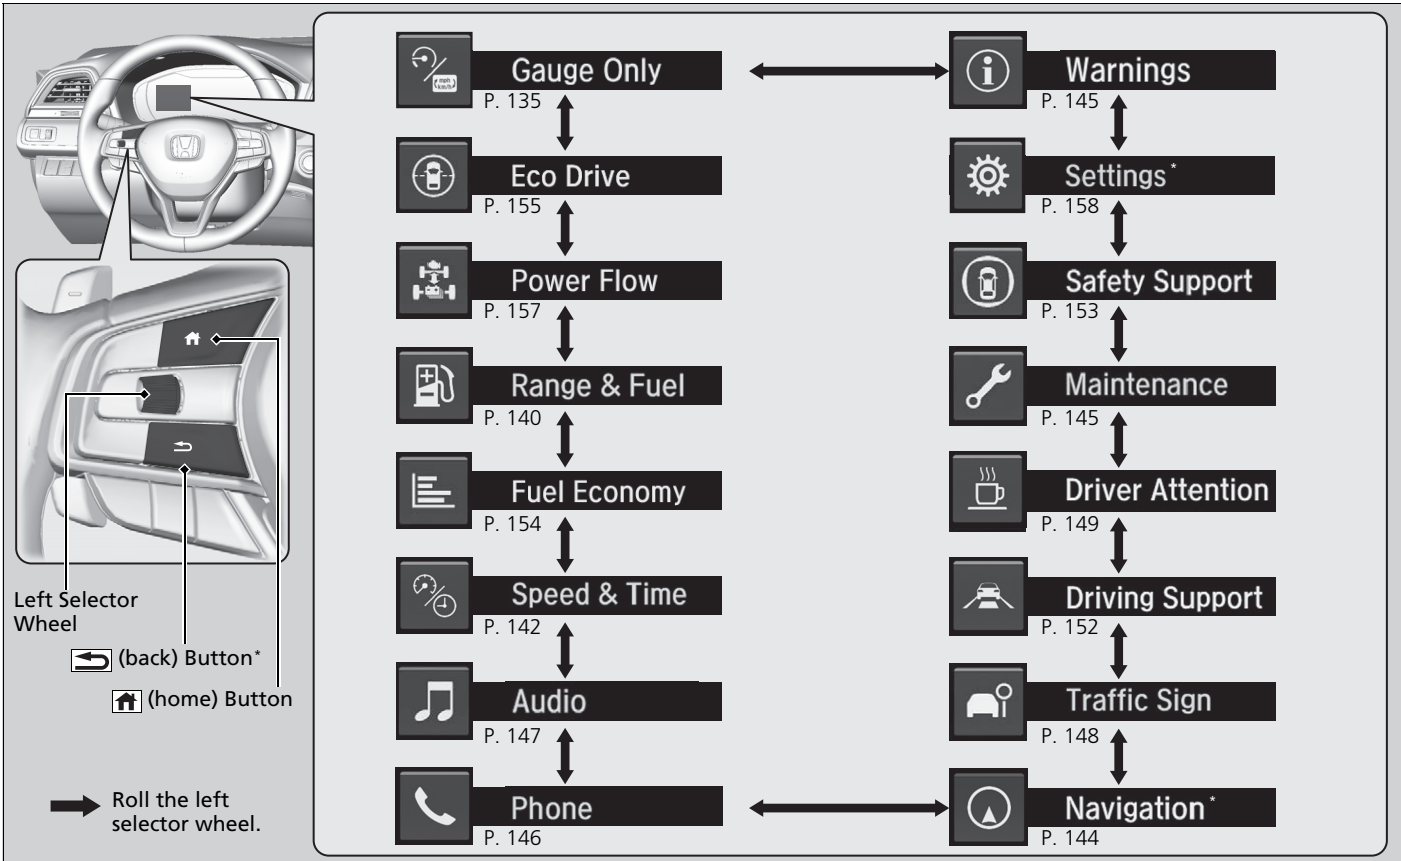 Gauge Only
P. 135
Eco Drive
P. 155
Power Flow
P. 157
Range & Fuel
P. 140
Fuel Economy
P. 154
Speed & Time
P. 142
Audio
P. 147
Phone
P. 146
Warnings
P. 145
Settings*
P. 158
Safety Support
P. 153
Maintenance
P. 145
Driver Attention
P. 149
Driving Support
P. 152
Traffic Sign
P. 148
Navigation*
P. 144
mph
km/h
Left Selector
Wheel
(back) Button*
(home) Button
Roll the left
selector wheel.